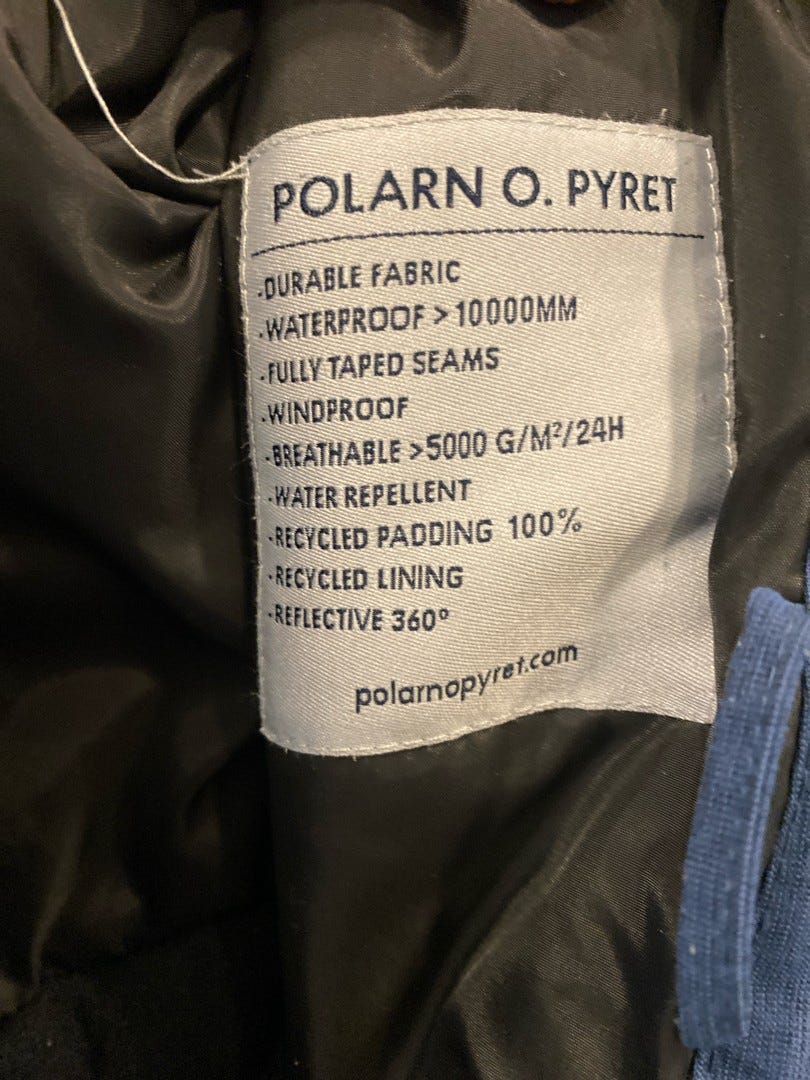 POLARN O. PYRET
·DURABLE FABRIC
·WATERPROOF > 10000MM
·FULLY TAPED SEAMS
·WINDPROOF
·BREATHABLE >5000 G/M²/24H
·WATER REPELLENT
·RECYCLED PADDING 100%
·RECYCLED LINING
·REFLECTIVE 360°
polarnopyret.com